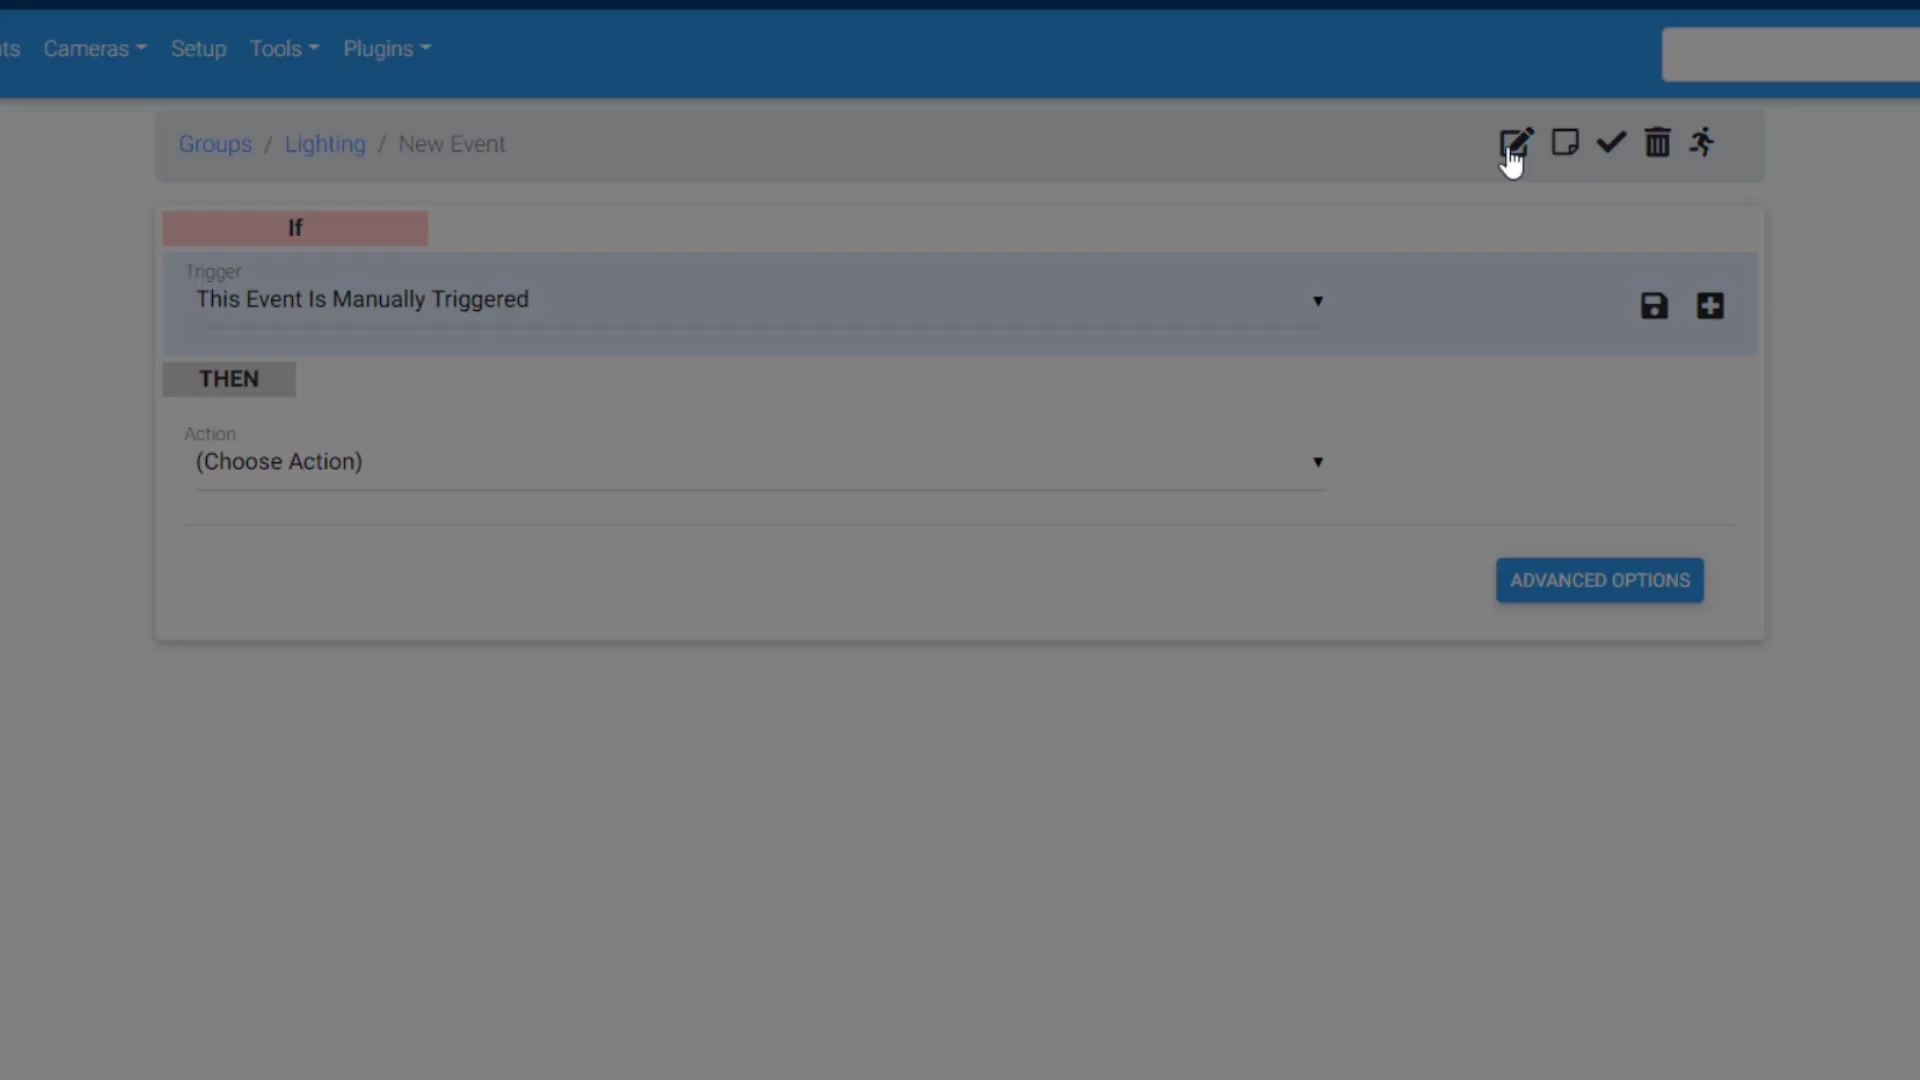 ts Cameras Setup Tools Plugins
Groups / Lighting / New Event
If
Trigger
This Event Is Manually Triggered
THEN
Action
(Choose Action)
ADVANCED OPTIONS